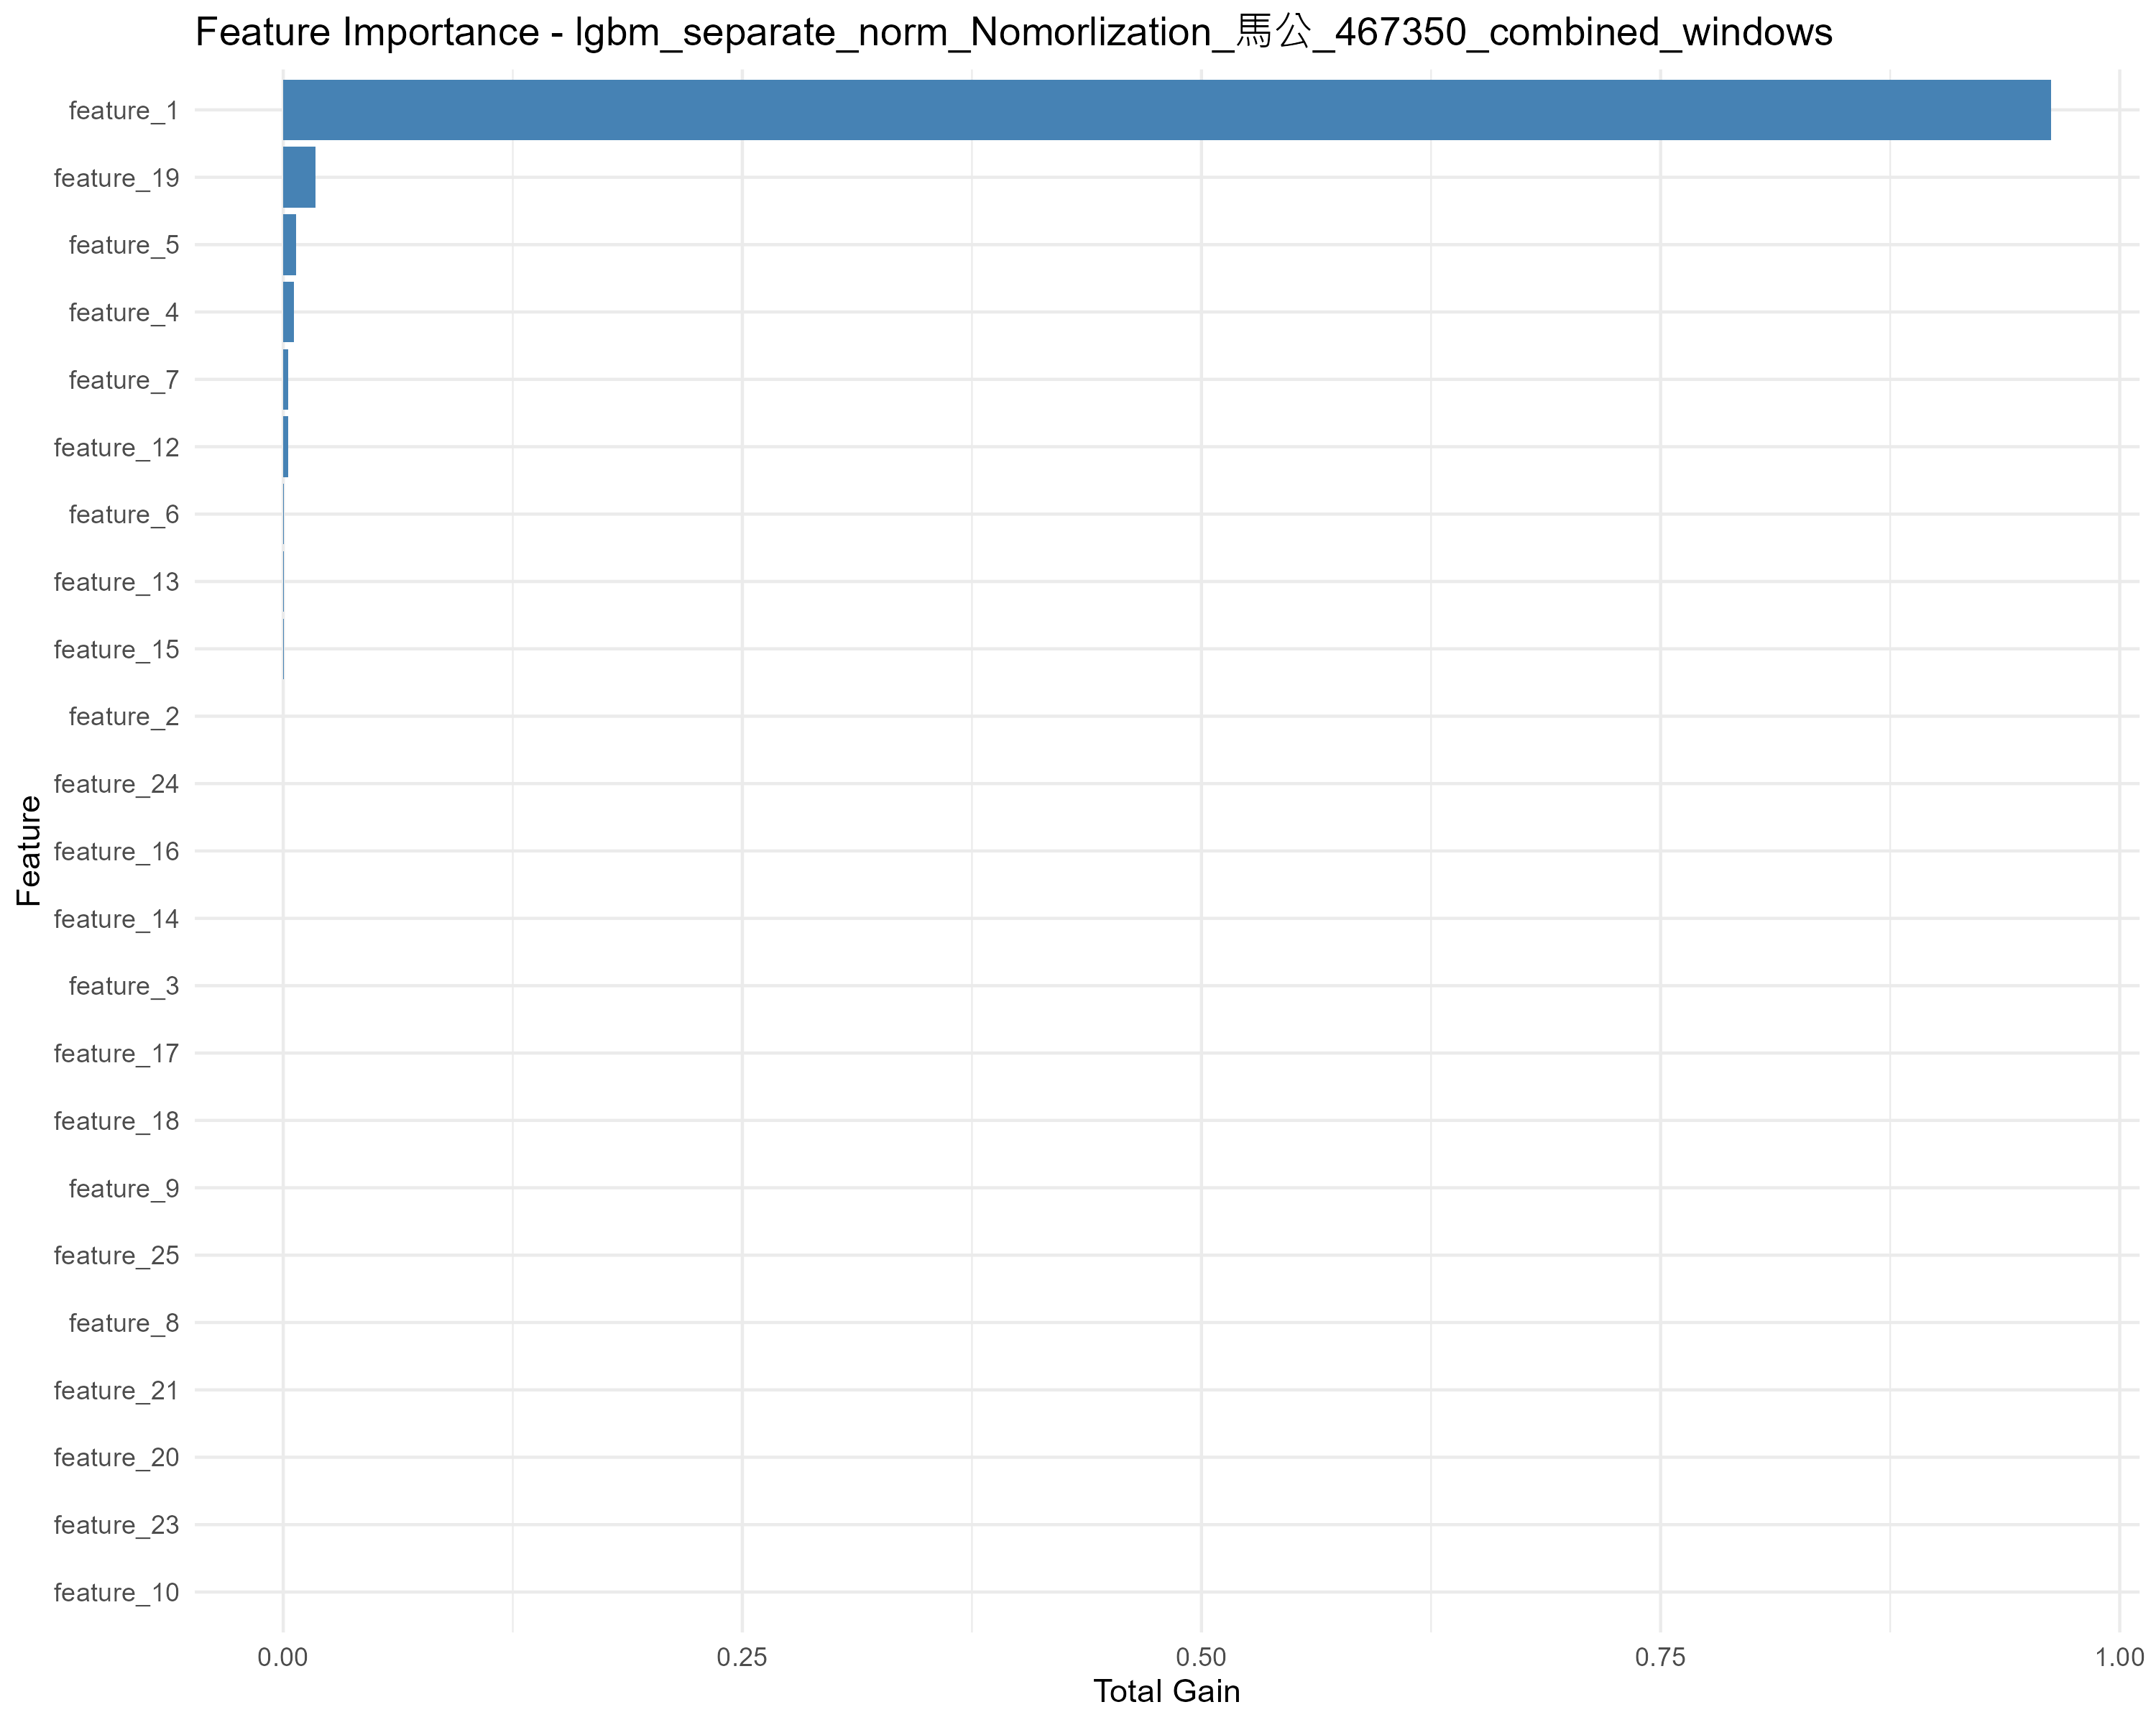 Feature Importance - lgbm_separate_norm_Nomorlization_馬公_467350_combined_windows
feature_1
feature_19
feature_5
feature_4
feature_7
feature_12
feature_6
feature_13
feature_15
feature_2
feature_24
feature_16
feature_14
feature_3
feature_17
feature_18
feature_9
feature_25
feature_8
feature_21
feature_20
feature_23
feature_10
Feature
0.00 0.25 0.50 0.75 1.00
Total Gain